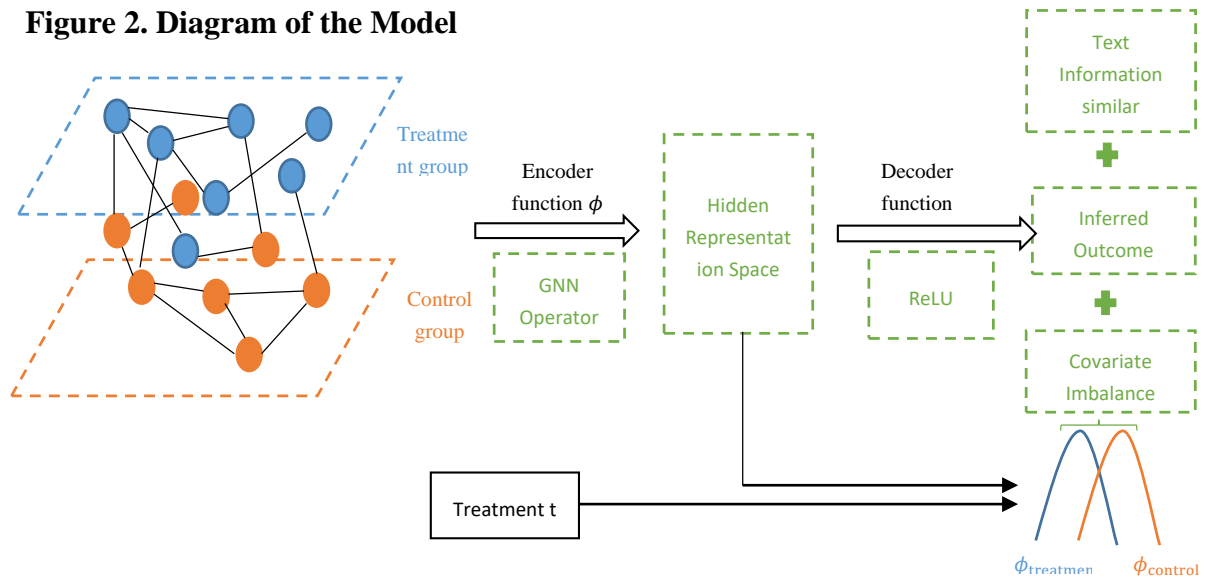 Figure 2. Diagram of the Model
Treatme
nt group
Control
group
Encoder
function ϕ
GNN
Operator
Hidden
Representat
ion Space
Decoder
function
ReLU
Text
Information
similar
Inferred
Outcome
Covariate
Imbalance
Treatment t
ϕtreatmen
ϕcontrol